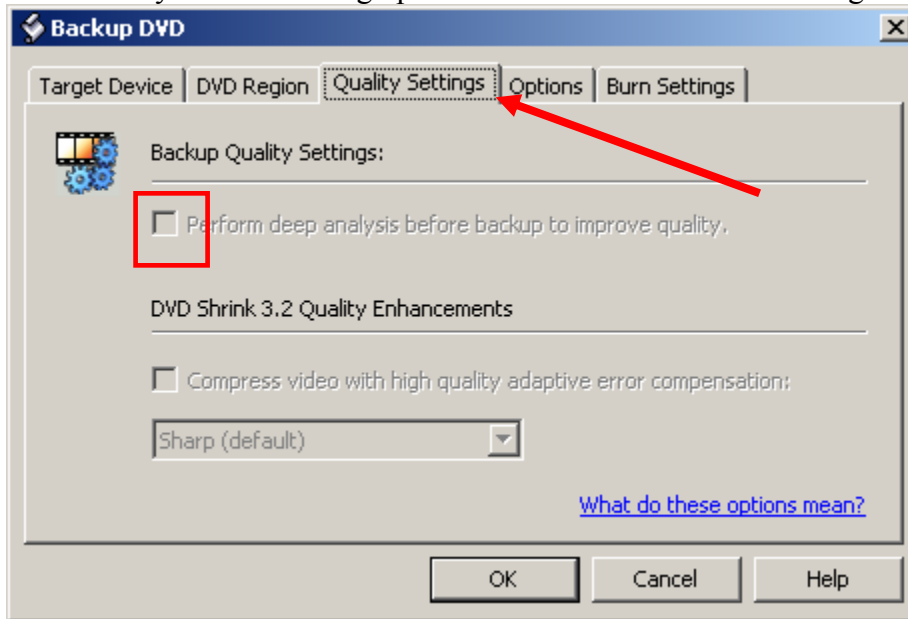 Backup DVD
Target Device DVD Region Quality Settings Options Burn Settings
Backup Quality Settings:
Perform deep analysis before backup to improve quality.
DVD Shrink 3.2 Quality Enhancements
Compress video with high quality adaptive error compensation:
Sharp (default)
What do these options mean?
OK Cancel Help